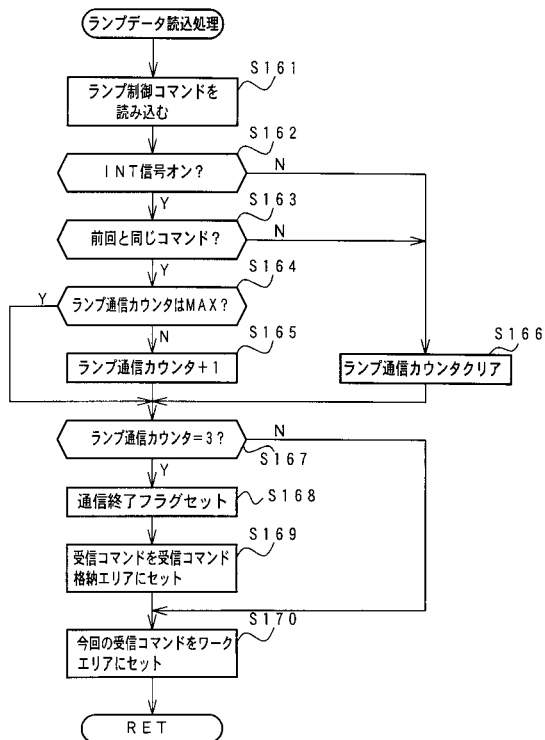 ランプデータ読込処理
S161
ランプ制御コマンドを
読み込む
S162
INT信号オン?
N
Y
S163
前回と同じコマンド?
N
Y
S164
ランプ通信カウンタはMAX?
Y
N
S165
ランプ通信カウンタ+1
S166
ランプ通信カウンタクリア
ランプ通信カウンタ=3?
N
S167
Y
通信終了フラグセット
S168
S169
受信コマンドを受信コマンド
格納エリアにセット
S170
今回の受信コマンドをワーク
エリアにセット
RET